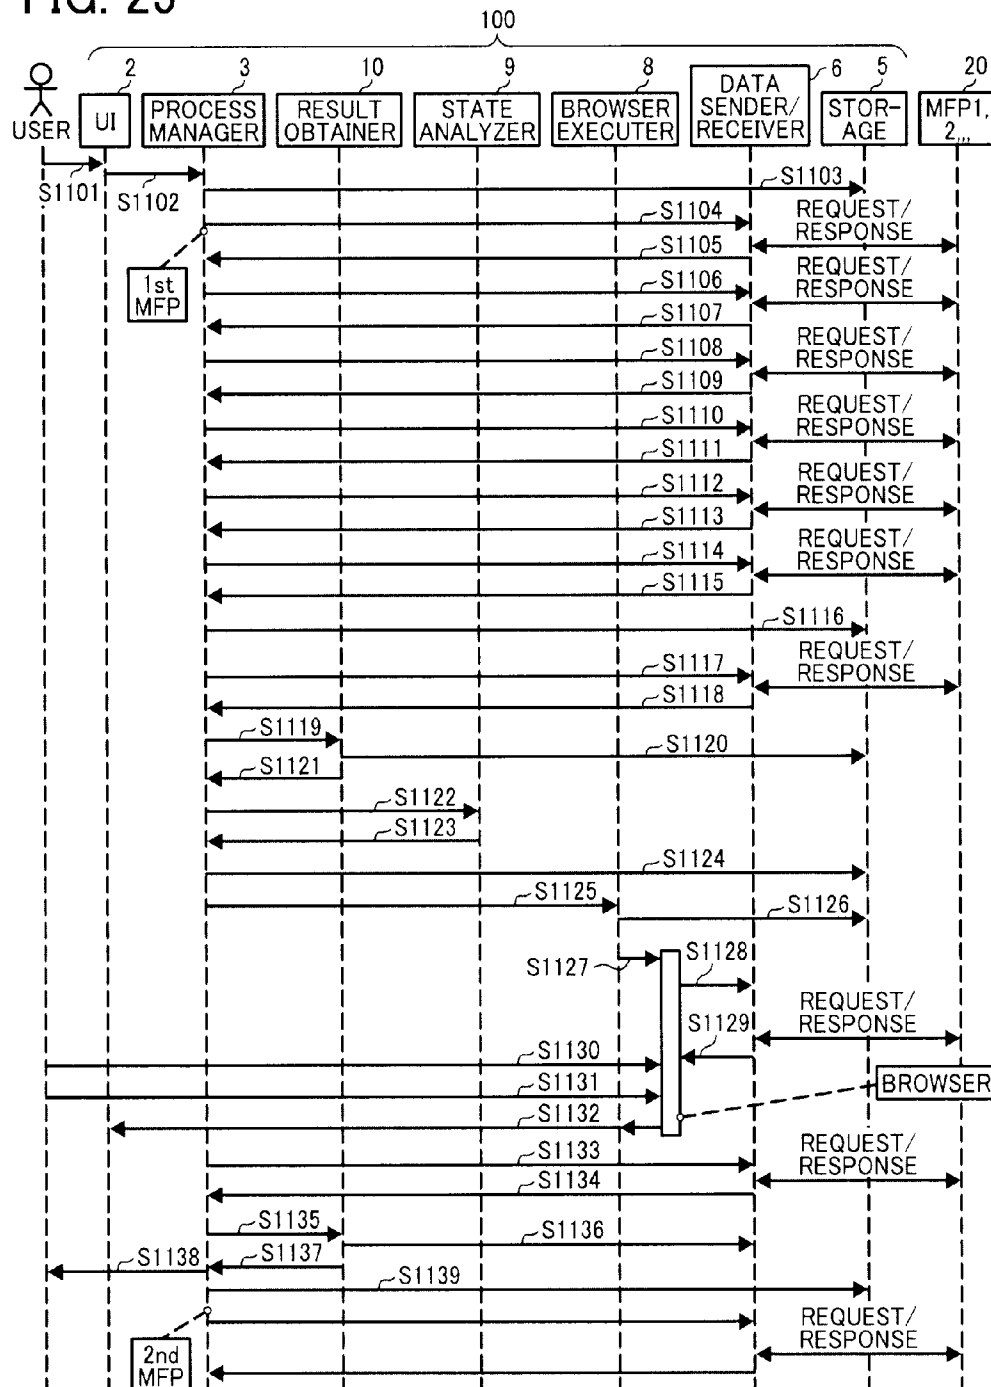 FIG. 25
100
2
3
10
9
8
6
5
20
USER
UI
PROCESS
MANAGER
RESULT
OBTAINER
STATE
ANALYZER
BROWSER
EXECUTER
DATA
SENDER/
RECEIVER
STOR-
AGE
MFP1,
2...
S1101
S1102
S1103
S1104
REQUEST/
RESPONSE
1st
MFP
S1105
S1106
REQUEST/
RESPONSE
S1107
S1108
REQUEST/
RESPONSE
S1109
S1110
REQUEST/
RESPONSE
S1111
S1112
REQUEST/
RESPONSE
S1113
S1114
REQUEST/
RESPONSE
S1115
S1116
S1117
REQUEST/
RESPONSE
S1118
S1119
S1120
S1121
S1122
S1123
S1124
S1125
S1126
S1127
S1128
REQUEST/
RESPONSE
S1129
S1130
S1131
BROWSER
S1132
S1133
REQUEST/
RESPONSE
S1134
S1135
S1136
S1137
S1138
S1139
2nd
MFP
REQUEST/
RESPONSE